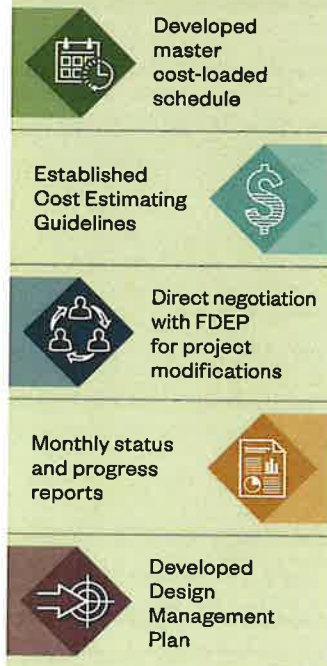 Developed
master
cost-loaded
schedule
Established
Cost Estimating
Guidelines
Direct negotiation
with FDEP
for project
modifications
Monthly status
and progress
reports
Developed
Design
Management
Plan